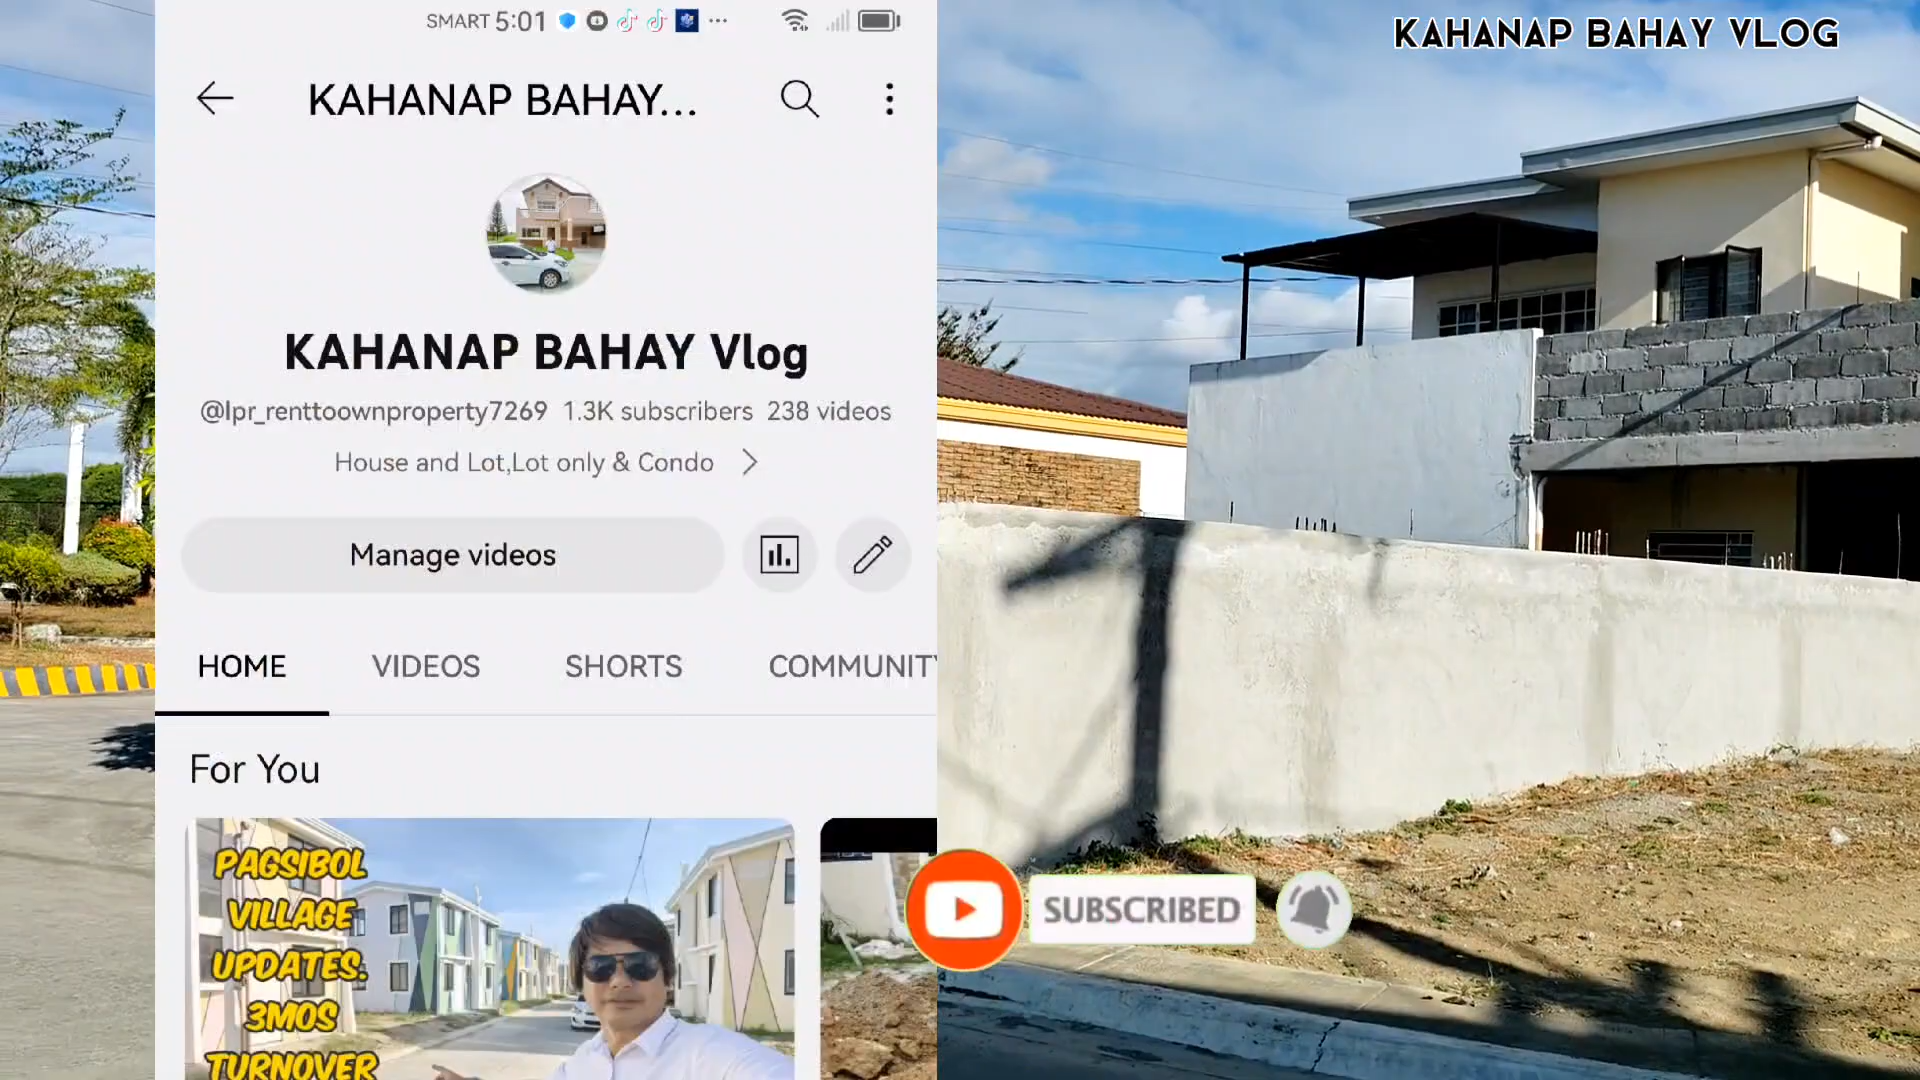 SMART 5:01
KAHANAP BAHAY VLOG
KAHANAP BAHAY...
KAHANAP BAHAY Vlog
@lpr_renttoownproperty7269 1.3K subscribers 238 videos
House and Lot,Lot only & Condo
Manage videos
HOME VIDEOS SHORTS COMMUNITY
For You
PAGSIBOL
VILLAGE
UPDATES.
3MOS
TURNOVER
SUBSCRIBED